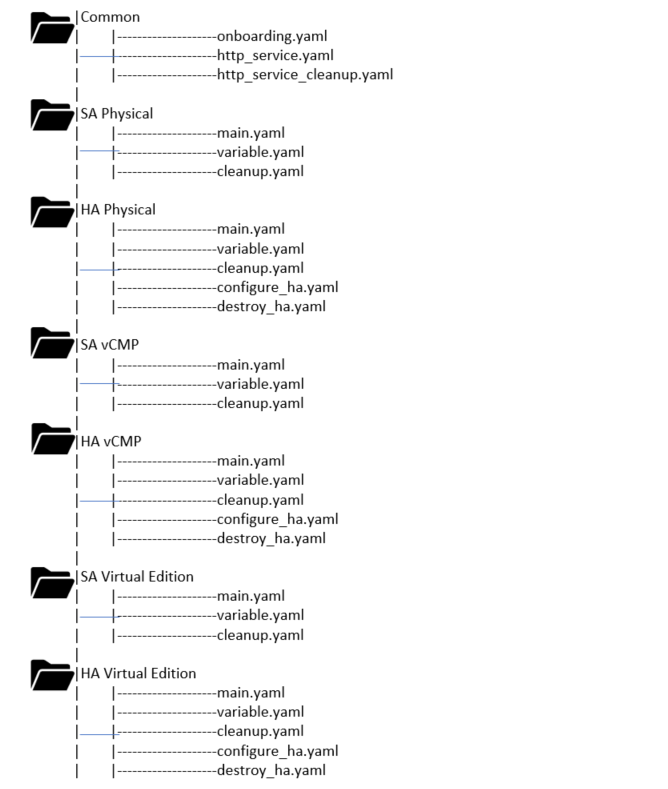 |Common
|---------------------onboarding.yaml
|---------------------http_service.yaml
|---------------------http_service_cleanup.yaml
|SA Physical
|---------------------main.yaml
|---------------------variable.yaml
|---------------------cleanup.yaml
|HA Physical
|---------------------main.yaml
|---------------------variable.yaml
|---------------------cleanup.yaml
|---------------------configure_ha.yaml
|---------------------destroy_ha.yaml
|SA vCMP
|---------------------main.yaml
|---------------------variable.yaml
|---------------------cleanup.yaml
|HA vCMP
|---------------------main.yaml
|---------------------variable.yaml
|---------------------cleanup.yaml
|---------------------configure_ha.yaml
|---------------------destroy_ha.yaml
|SA Virtual Edition
|---------------------main.yaml
|---------------------variable.yaml
|---------------------cleanup.yaml
|HA Virtual Edition
|---------------------main.yaml
|---------------------variable.yaml
|---------------------cleanup.yaml
|---------------------configure_ha.yaml
|---------------------destroy_ha.yaml